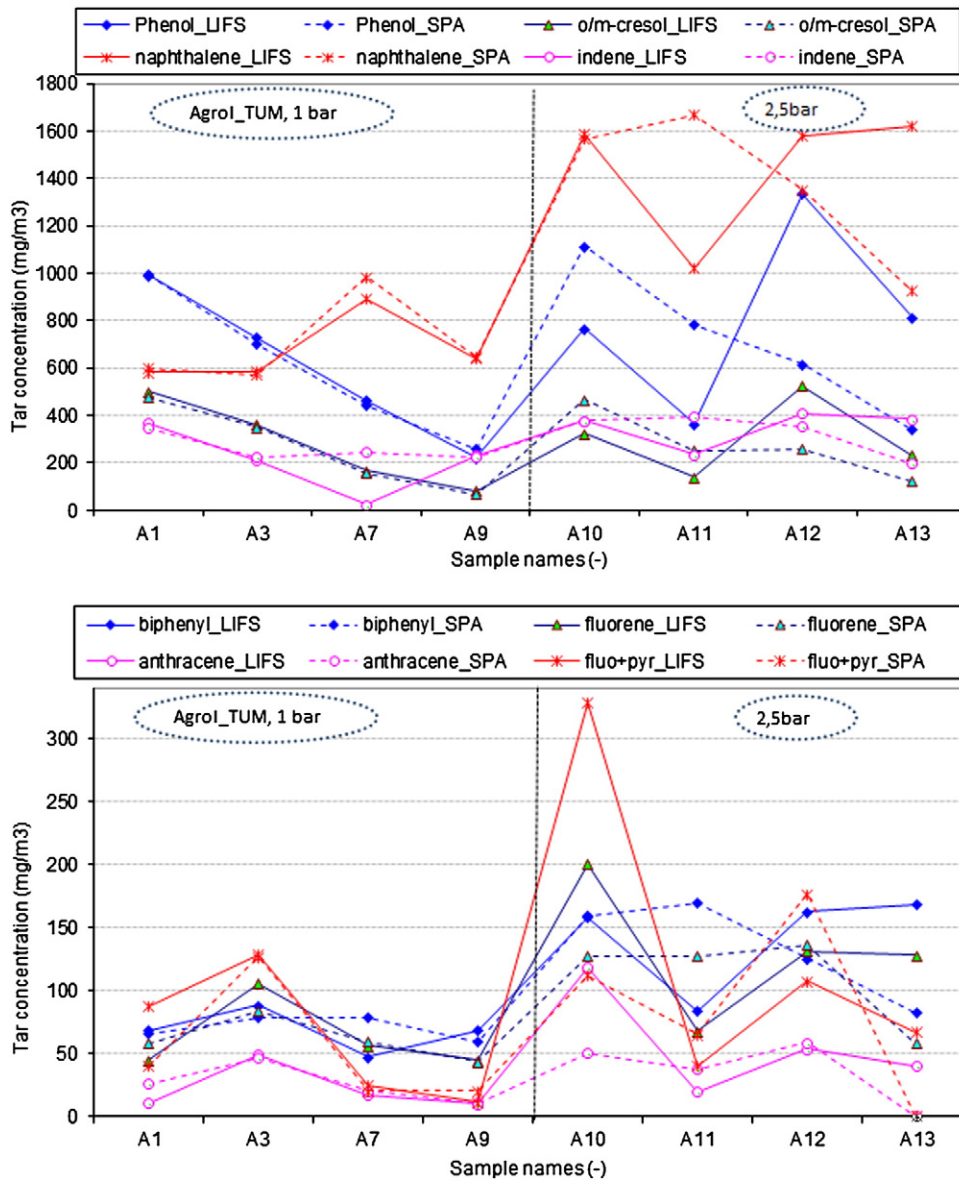 Phenol_LIFS Phenol_SPA o/m-cresol_LIFS o/m-cresol_SPA
naphthalene_LIFS naphthalene_SPA indene_LIFS indene_SPA
1800
1600
1400
1200
1000
800
600
400
200
0
Tar concentration (mg/m3)
AgroI_TUM, 1 bar
2,5bar
A1 A3 A7 A9 A10 A11 A12 A13
Sample names (-)
biphenyl_LIFS biphenyl_SPA fluorene_LIFS fluorene_SPA
anthracene_LIFS anthracene_SPA fluo+pyr_LIFS fluo+pyr_SPA
300
250
200
150
100
50
0
Tar concentration (mg/m3)
AgroI_TUM, 1 bar
2,5bar
A1 A3 A7 A9 A10 A11 A12 A13
Sample names (-)